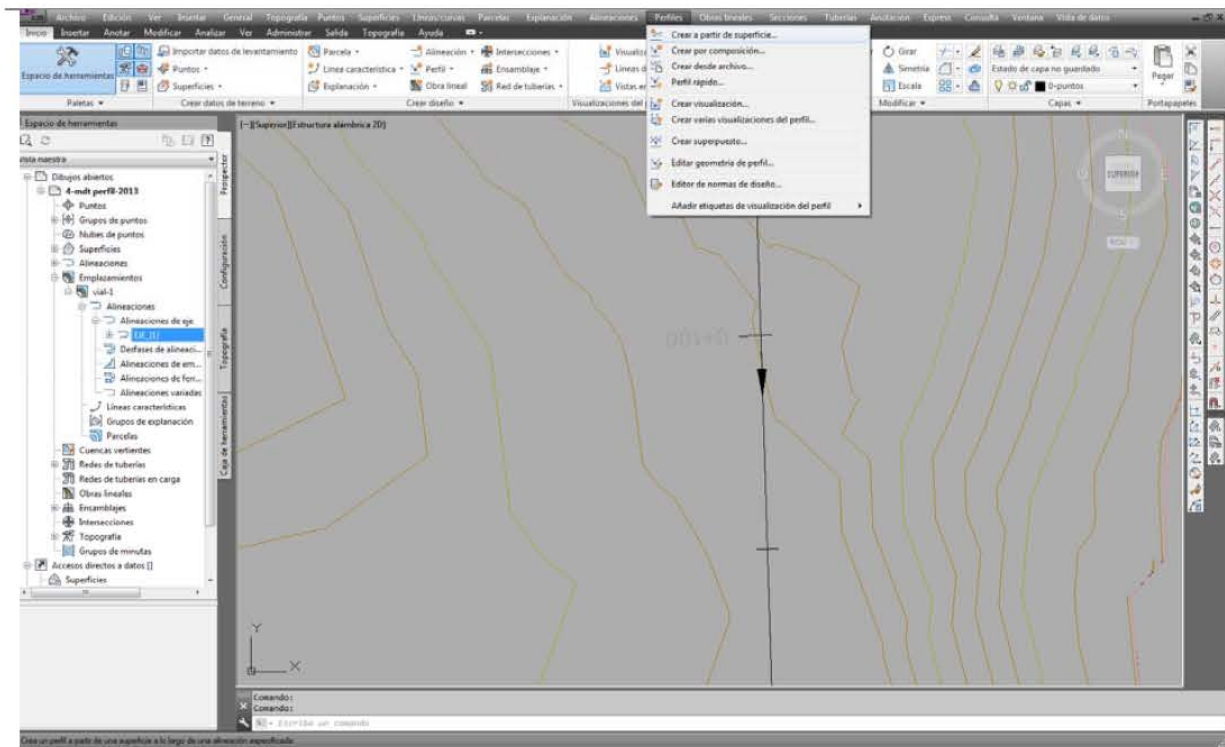 Archivo Edición Ver Insertar General Topografía Puntos Superficies Líneas/curvas Parcelas Explanación Alineaciones Perfiles Obras lineales Secciones Tuberías Anotación Express Consulta Ventana Vista de datos
Inicio Insertar Anotar Modificar Analizar Ver Administrar Salida Topografía Ayuda
Espacio de herramientas
Importar datos de levantamiento
Puntos
Superficies
Parcela
Línea característica
Explanación
Alineación
Perfil
Obra lineal
Intersecciones
Ensamblaje
Red de tuberías
Girar
Simetría
Escala
Estado de capa no guardado
0-puntos
Pegar
Paletas
Crear datos de terreno
Crear diseño
Modificar
Capas
Portapapeles
Crear a partir de superficie...
Crear por composición...
Crear desde archivo...
Perfil rápido...
Crear visualización...
Crear varias visualizaciones del perfil...
Crear superpuesto...
Editar geometría de perfil...
Editor de normas de diseño...
Añadir etiquetas de visualización del perfil
Espacio de herramientas
Vista maestra
Dibujos abiertos
4-mdt perfil-2013
Puntos
Grupos de puntos
Nubes de puntos
Superficies
Alineaciones
Emplazamientos
vial-1
Alineaciones
Alineaciones de eje
Desfases de alineaci...
Alineaciones de em...
Alineaciones de ferr...
Alineaciones variadas
Líneas características
Grupos de explanación
Parcelas
Cuencas vertientes
Redes de tuberías
Redes de tuberías en carga
Obras lineales
Ensamblajes
Intersecciones
Topografía
Grupos de minutas
Accesos directos a datos []
Superficies
Prospector
Configuración
Topografía
Caja de herramientas
[−][Superior][Estructura alámbrica 2D]
N
SUPERIOR
E
S
O
0+100
Y
X
Comando:
Comando:
Escriba un comando
Crea un perfil a partir de una superficie a lo largo de una alineación especificada